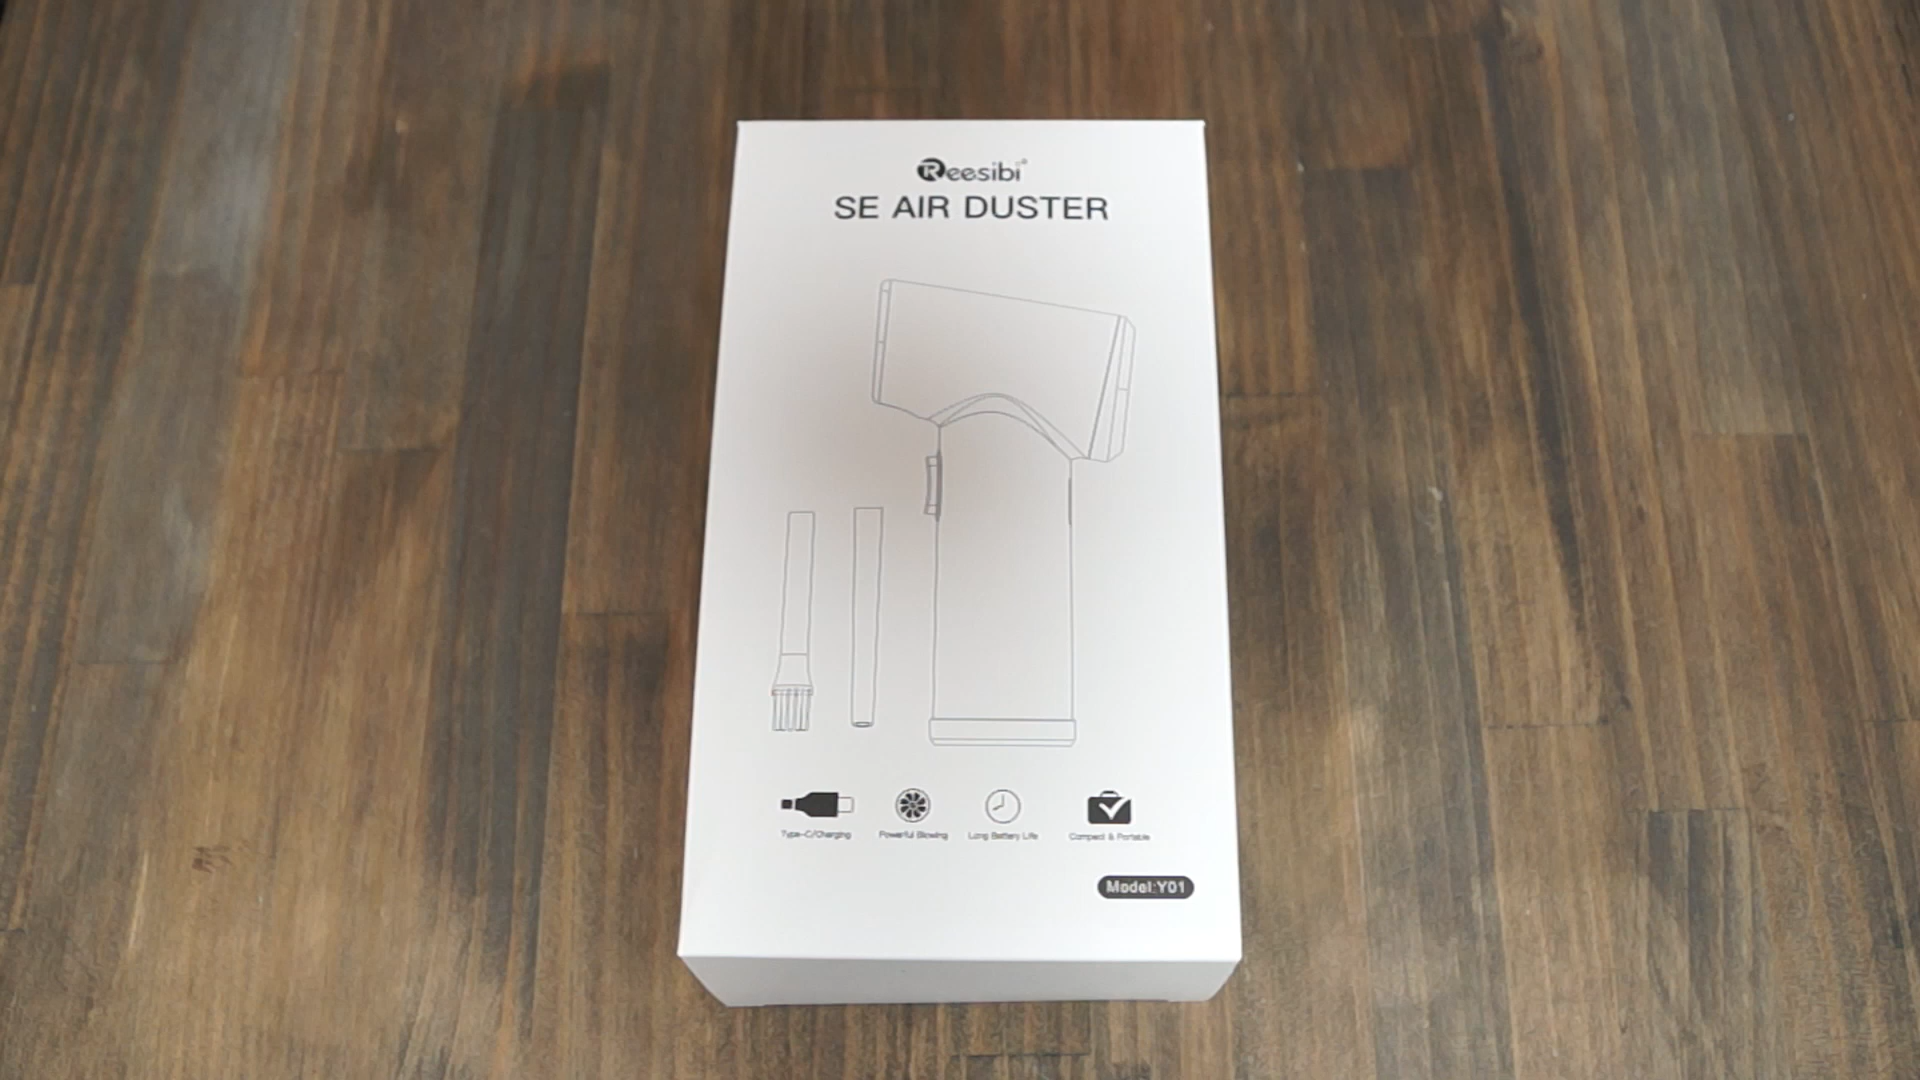 Reesibi
SE AIR DUSTER
Type-C/Charging
Powerful Blowing
Long Battery Life
Compact & Portable
Model:Y01